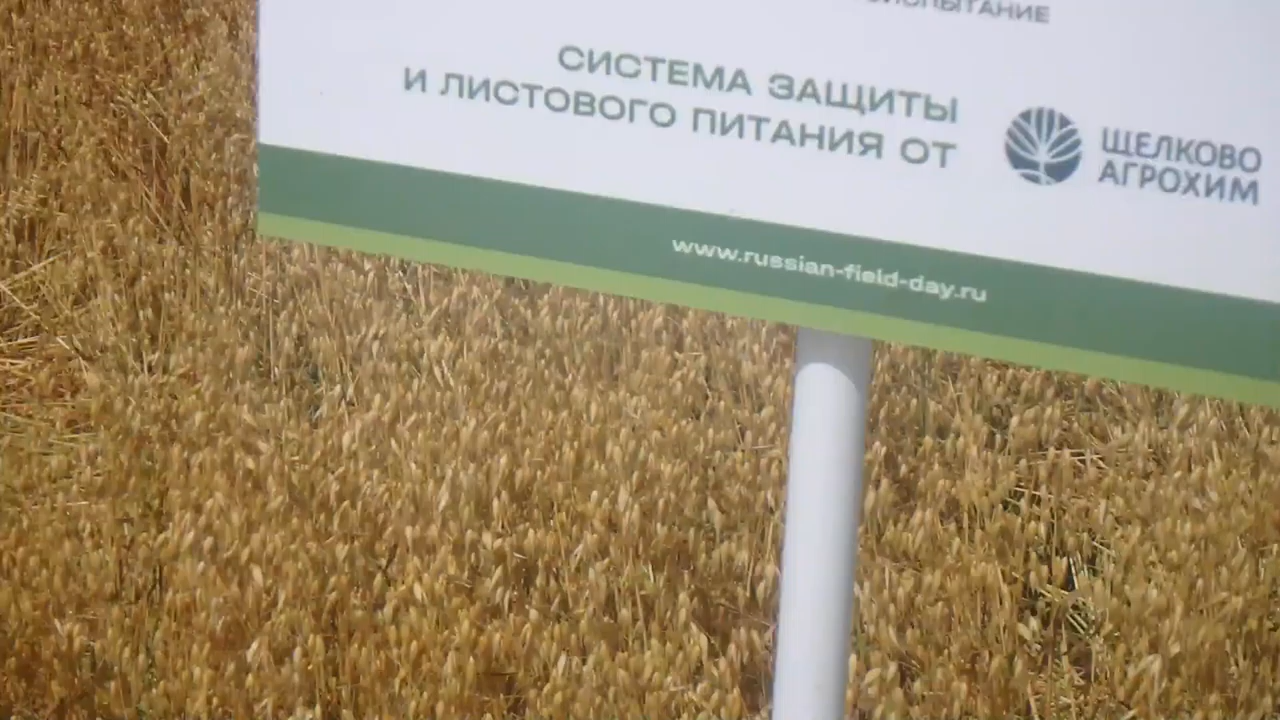 СИСТЕМА ЗАЩИТЫ
И ЛИСТОВОГО ПИТАНИЯ ОТ
ЩЕЛКОВО
АГРОХИМ
www.russian-field-day.ru